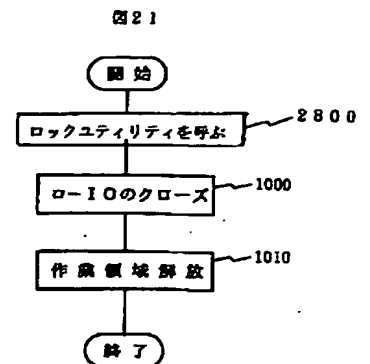 図21
開始
ロックユティリティを呼ぶ 2800
ローIOのクローズ 1000
作業領域解放 1010
終了